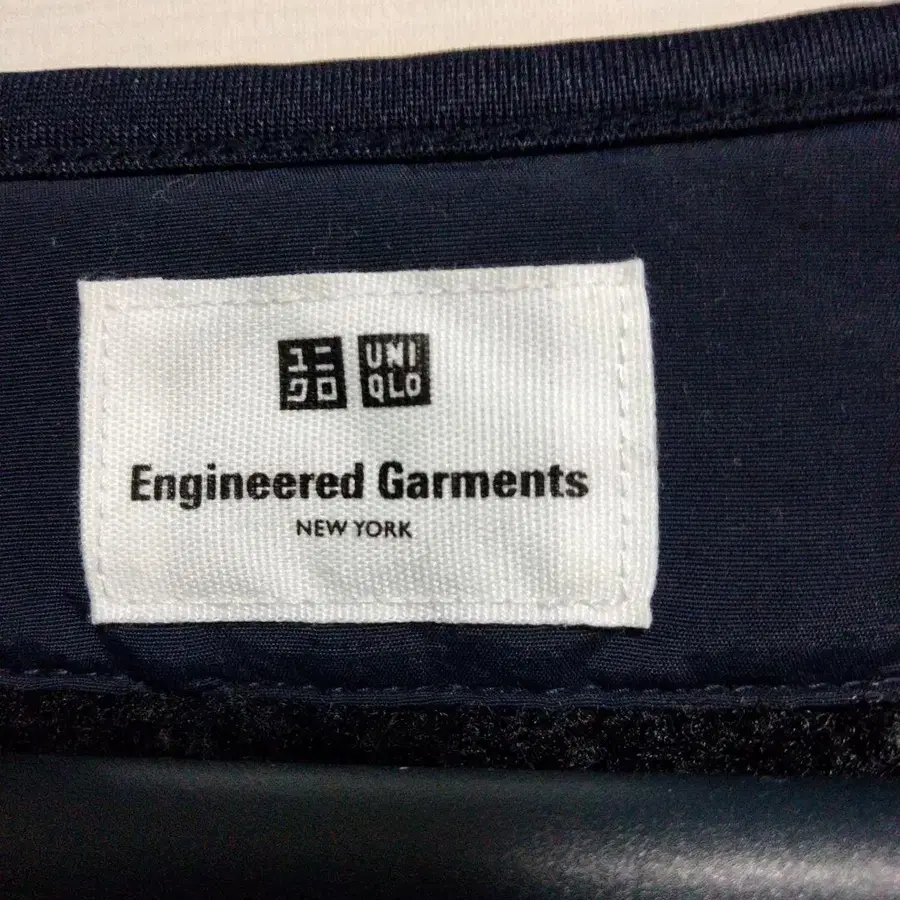 ユニ UNI
クロ QLO
Engineered Garments
NEW YORK